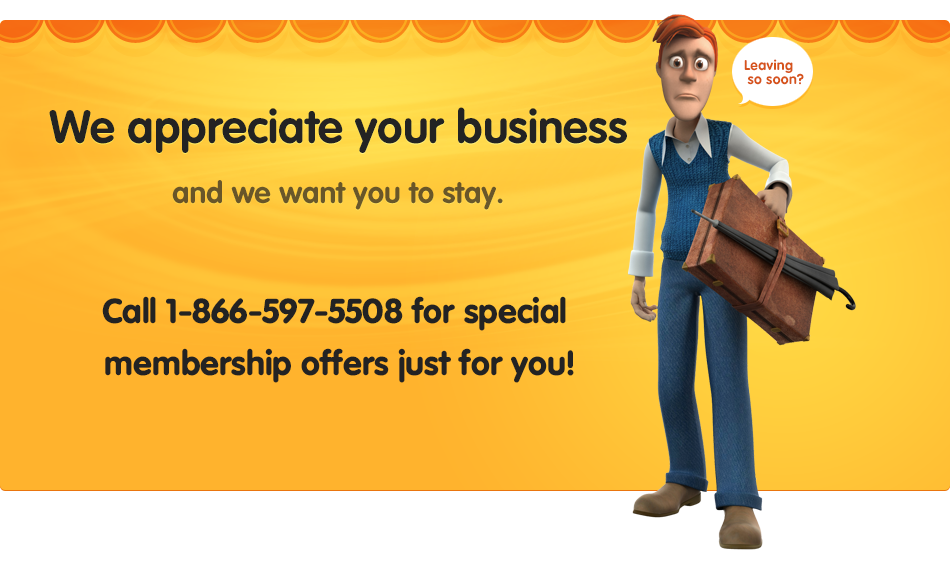 We appreciate your business
and we want you to stay.
Call 1-866-597-5508 for special
membership offers just for you!
Leaving
so soon?